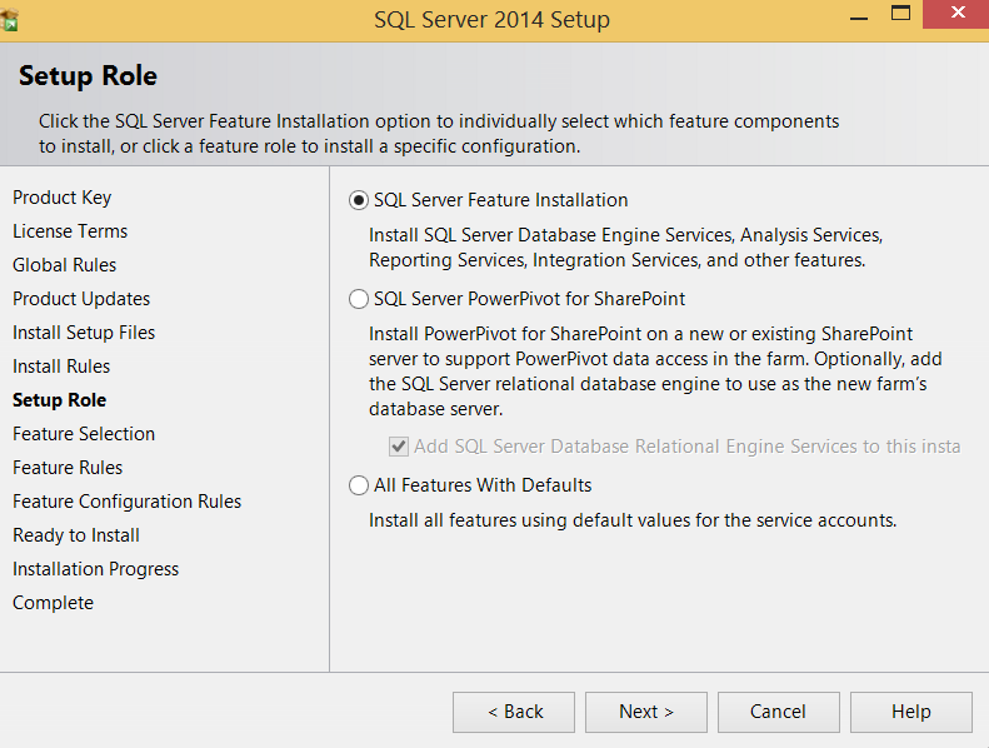 SQL Server 2014 Setup
Setup Role
Click the SQL Server Feature Installation option to individually select which feature components
to install, or click a feature role to install a specific configuration.
Product Key
License Terms
Global Rules
Product Updates
Install Setup Files
Install Rules
Setup Role
Feature Selection
Feature Rules
Feature Configuration Rules
Ready to Install
Installation Progress
Complete
SQL Server Feature Installation
Install SQL Server Database Engine Services, Analysis Services,
Reporting Services, Integration Services, and other features.
SQL Server PowerPivot for SharePoint
Install PowerPivot for SharePoint on a new or existing SharePoint
server to support PowerPivot data access in the farm. Optionally, add
the SQL Server relational database engine to use as the new farm's
database server.
Add SQL Server Database Relational Engine Services to this insta
All Features With Defaults
Install all features using default values for the service accounts.
< Back
Next >
Cancel
Help